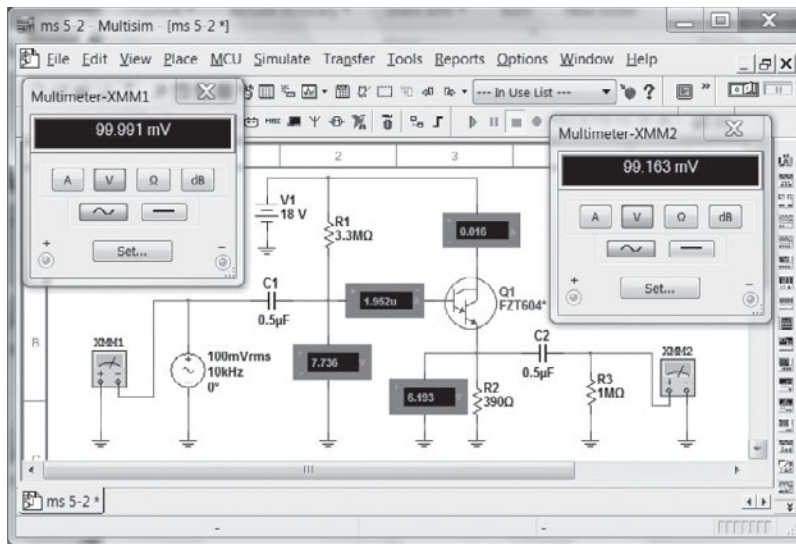 ms 5-2 - Multisim - [ms 5-2 *]
File Edit View Place MCU Simulate Transfer Tools Reports Options Window Help
--- In Use List ---
Multimeter-XMM1
99.991 mV
A V Ω dB
Set...
+ -
Multimeter-XMM2
99.163 mV
A V Ω dB
Set...
+ -
2 3
V1
18 V
R1
3.3MΩ
0.016
Q1
FZT604*
C1
0.5µF
1.952u
C2
0.5µF
B
XMM1
100mVrms
10kHz
0°
7.736 V
6.193 V
R2
390Ω
R3
1MΩ
XMM2
ms 5-2 *